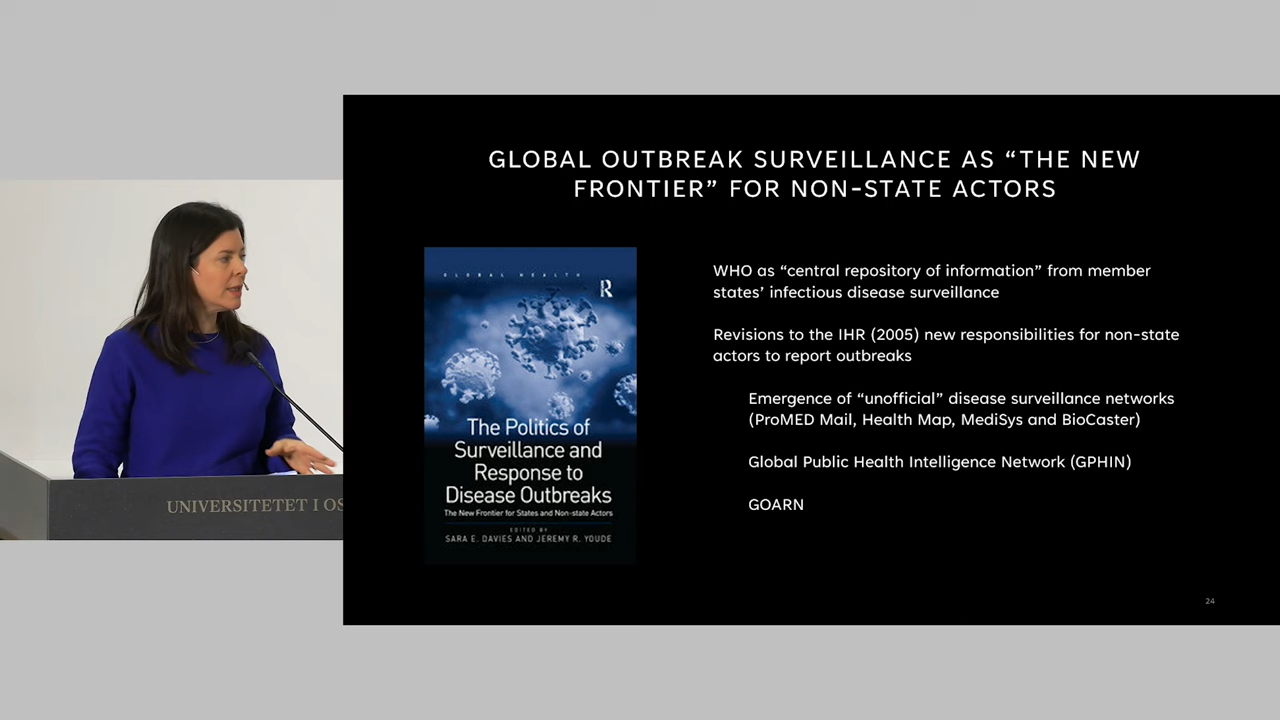 GLOBAL OUTBREAK SURVEILLANCE AS “THE NEW
FRONTIER” FOR NON-STATE ACTORS
GLOBAL HEALTH
R
The Politics of
Surveillance and
Response to
Disease Outbreaks
The New Frontier for States and Non-state Actors
EDITED BY
SARA E. DAVIES AND JEREMY R. YOUDE
WHO as “central repository of information” from member
states’ infectious disease surveillance
Revisions to the IHR (2005) new responsibilities for non-state
actors to report outbreaks
Emergence of “unofficial” disease surveillance networks
(ProMED Mail, Health Map, MediSys and BioCaster)
Global Public Health Intelligence Network (GPHIN)
GOARN
24
UNIVERSITETET I OS